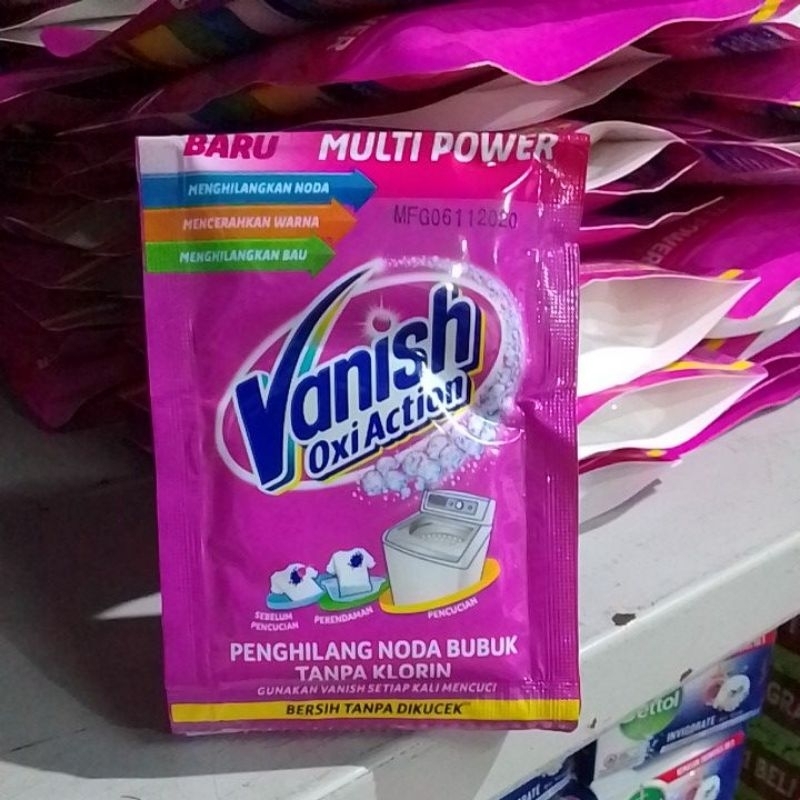 BARU MULTI POWER
MENGHILANGKAN NODA
MENCERAHKAN WARNA
MENGHILANGKAN BAU
MFG06112020
Vanish
Oxi Action
SEBELUM
PENCUCIAN
PERENDAMAN
PENCUCIAN
PENGHILANG NODA BUBUK
TANPA KLORIN
GUNAKAN VANISH SETIAP KALI MENCUCI
BERSIH TANPA DIKUCEK
Dettol
INVIGORATE
BELI